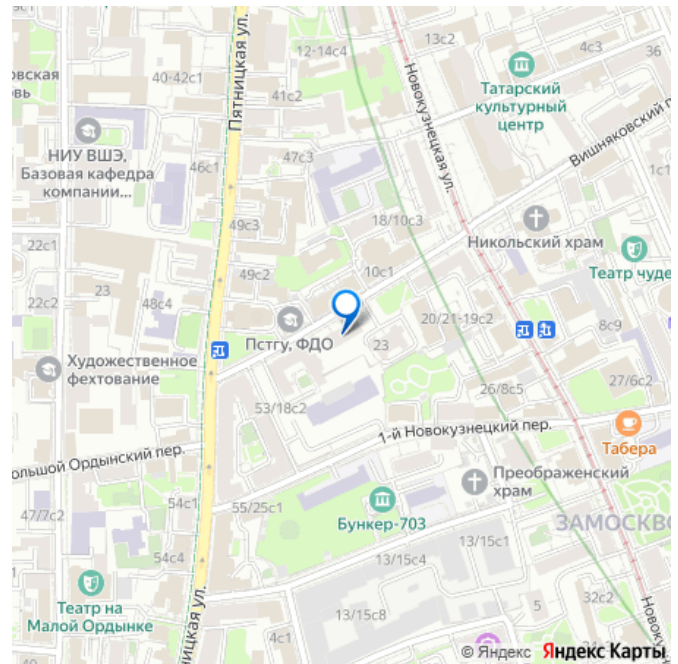 12-14с4
13с2
4с3
36
Пятницкая ул.
Новокузнецкая ул.
Татарский
культурный
центр
овская
вь
40-42с1
41с2
НИУ ВШЭ,
Базовая кафедра
компании...
46с1
47с3
Вишняковский п
1с1
49с3
18/10с3
Никольский храм
22с1
49с2
10с1
Театр чуде
22с2
23
48с4
Пстгу, ФДО
23
20/21-19с2
8с9
Художественное
фехтование
26/8с5
27/6с2
53/18с2
1-й Новокузнецкий пер.
Табера
ольшой Ордынский пер.
Преображенский
храм
54с1
47/7с2
55/25с1
Бункер-703
ЗАМОСКВО
13/15с1
54с4
13/15с4
Театр на
Малой Ордынке
ницкая ул.
13/15с8
5
32с2
4с1
Новоку
© Яндекс Яндекс Карты